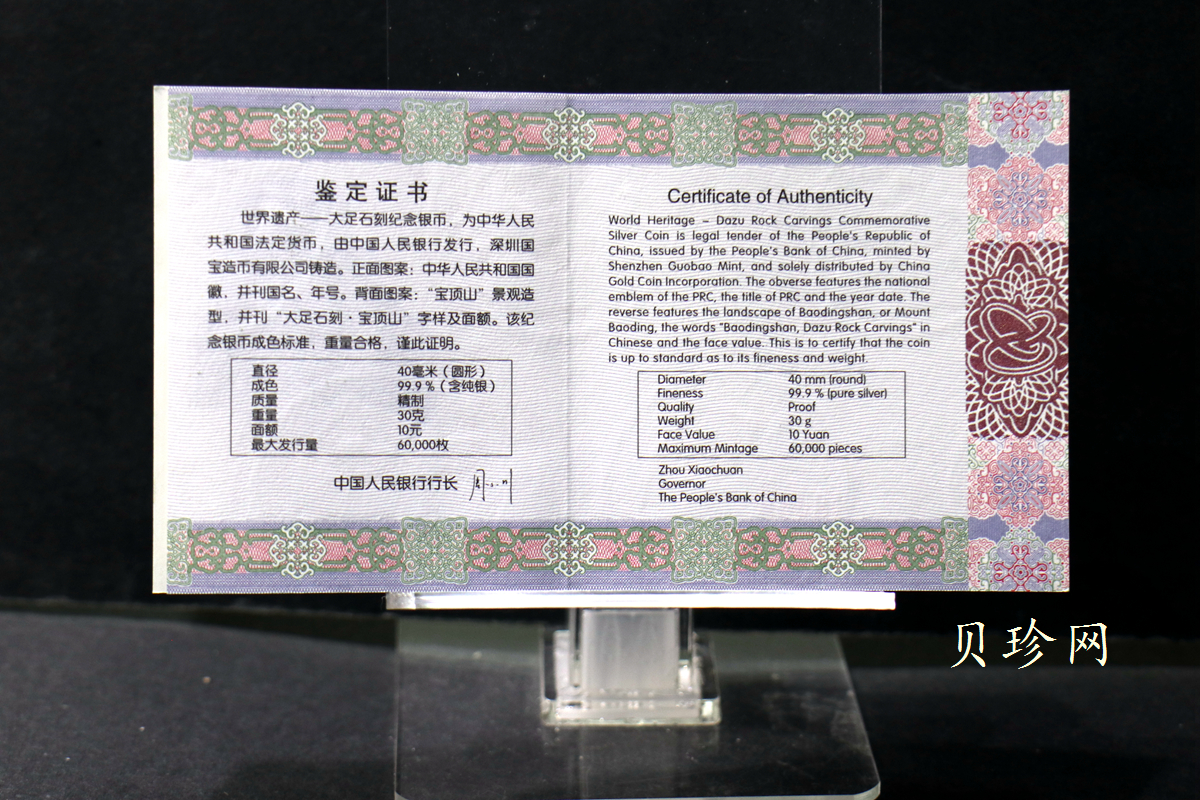 鉴定证书
世界遗产——大足石刻纪念银币，为中华人民
共和国法定货币，由中国人民银行发行，深圳国
宝造币有限公司铸造。正面图案：中华人民共和国国
徽，并刊国名、年号。背面图案：“宝顶山”景观造
型，并刊“大足石刻·宝顶山”字样及面额。该纪
念银币成色标准，重量合格，谨此证明。
直径 40毫米（圆形）
成色 99.9％（含纯银）
质量 精制
重量 30克
面额 10元
最大发行量 60,000枚
中国人民银行行长
Certificate of Authenticity
World Heritage – Dazu Rock Carvings Commemorative
Silver Coin is legal tender of the People's Republic of
China, issued by the People's Bank of China, minted by
Shenzhen Guobao Mint, and solely distributed by China
Gold Coin Incorporation. The obverse features the national
emblem of the PRC, the title of PRC and the year date. The
reverse features the landscape of Baodingshan, or Mount
Baoding, the words "Baodingshan, Dazu Rock Carvings" in
Chinese and the face value. This is to certify that the coin
is up to standard as to its fineness and weight.
Diameter 40 mm (round)
Fineness 99.9 % (pure silver)
Quality Proof
Weight 30 g
Face Value 10 Yuan
Maximum Mintage 60,000 pieces
Zhou Xiaochuan
Governor
The People's Bank of China
贝珍网